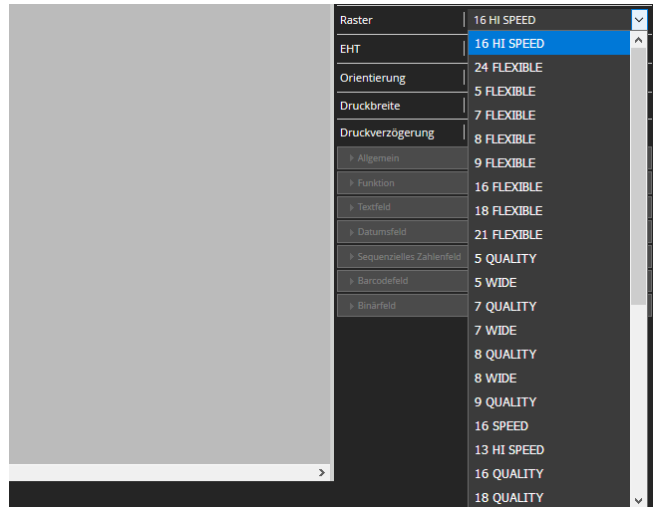 Raster 16 HI SPEED
EHT
Orientierung
Druckbreite
Druckverzögerung
▸ Allgemein
▸ Funktion
▸ Textfeld
▸ Datumsfeld
▸ Sequenzielles Zahlenfeld
▸ Barcodefeld
▸ Binärfeld
16 HI SPEED
24 FLEXIBLE
5 FLEXIBLE
7 FLEXIBLE
8 FLEXIBLE
9 FLEXIBLE
16 FLEXIBLE
18 FLEXIBLE
21 FLEXIBLE
5 QUALITY
5 WIDE
7 QUALITY
7 WIDE
8 QUALITY
8 WIDE
9 QUALITY
16 SPEED
13 HI SPEED
16 QUALITY
18 QUALITY